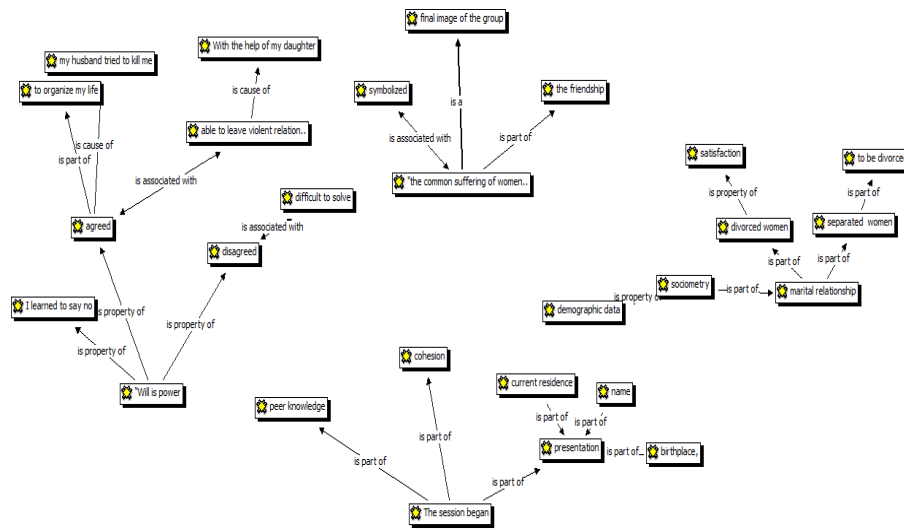 final image of the group
With the help of my daughter
my husband tried to kill me
to organize my life
is cause of
symbolized
is a
the friendship
is cause of
is part of
able to leave violent relation..
is associated with
is part of
is associated with
"the common suffering of women..
satisfaction
to be divorced
difficult to solve
is property of
is part of
agreed
is associated with
disagreed
divorced women
separated women
is part of
is part of
I learned to say no
is property of
is property of
is property of
demographic data
is property of
sociometry
is part of
marital relationship
"Will is power
cohesion
current residence
name
peer knowledge
is part of
is part of
is part of
presentation
is part of
birthplace,
is part of
is part of
The session began